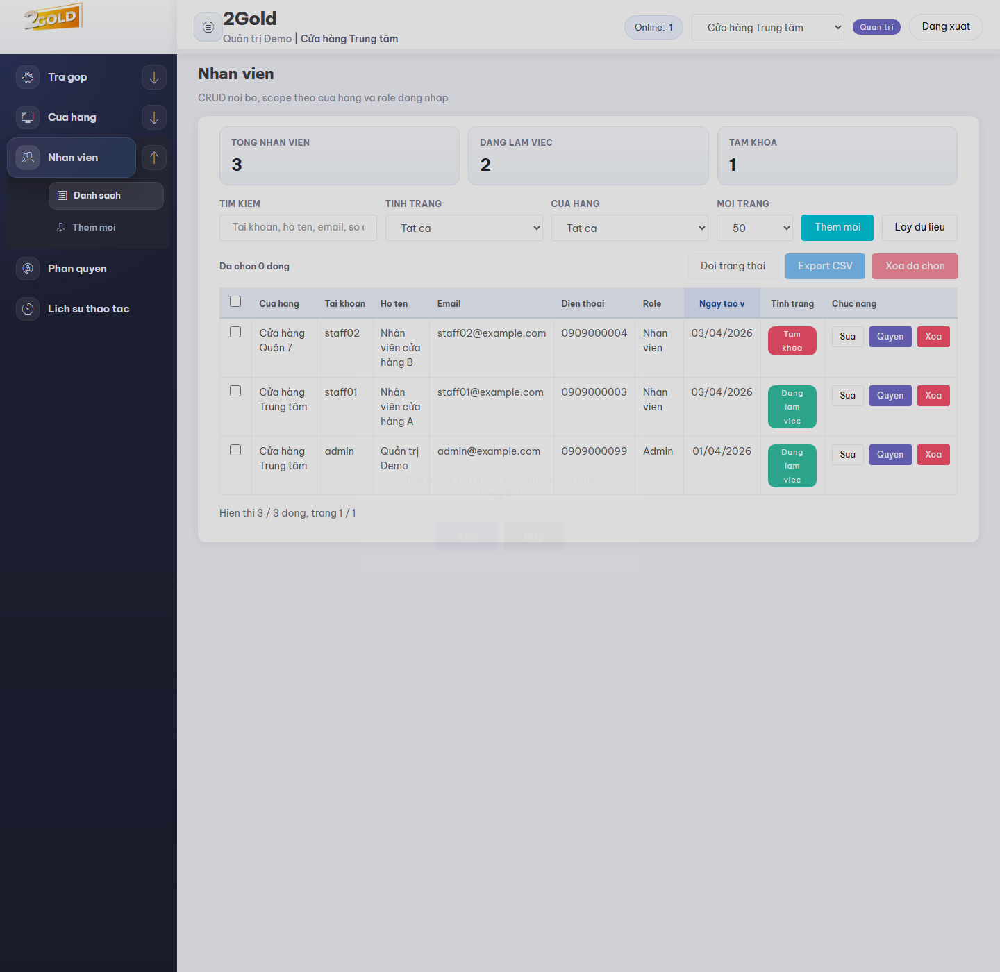 2GOLD
2Gold
Quản trị Demo | Cửa hàng Trung tâm
Online: 1
Cửa hàng Trung tâm
Quan tri
Dang xuat
Tra gop
Cua hang
Nhan vien
Danh sach
Them moi
Phan quyen
Lich su thao tac
Nhan vien
CRUD noi bo, scope theo cua hang va role dang nhap
TONG NHAN VIEN
3
DANG LAM VIEC
2
TAM KHOA
1
TIM KIEM
TINH TRANG
CUA HANG
MOI TRANG
Tai khoan, ho ten, email, so
Tat ca
Tat ca
50
Them moi
Lay du lieu
Da chon 0 dong
Doi trang thai
Export CSV
Xoa da chon
Cua hang Tai khoan Ho ten Email Dien thoai Role Ngay tao v Tinh trang Chuc nang
Cửa hàng Quận 7 staff02 Nhân viên cửa hàng B staff02@example.com 0909000004 Nhan vien 03/04/2026 Tam khoa Sua Quyen Xoa
Cửa hàng Trung tâm staff01 Nhân viên cửa hàng A staff01@example.com 0909000003 Nhan vien 03/04/2026 Dang lam viec Sua Quyen Xoa
Cửa hàng Trung tâm admin Quản trị Demo admin@example.com 0909000099 Admin 01/04/2026 Dang lam viec Sua Quyen Xoa
Ban muon xoa nhan vien "Nhân viên cửa
hàng B"?
Xoa
Huy
Hien thi 3 / 3 dong, trang 1 / 1